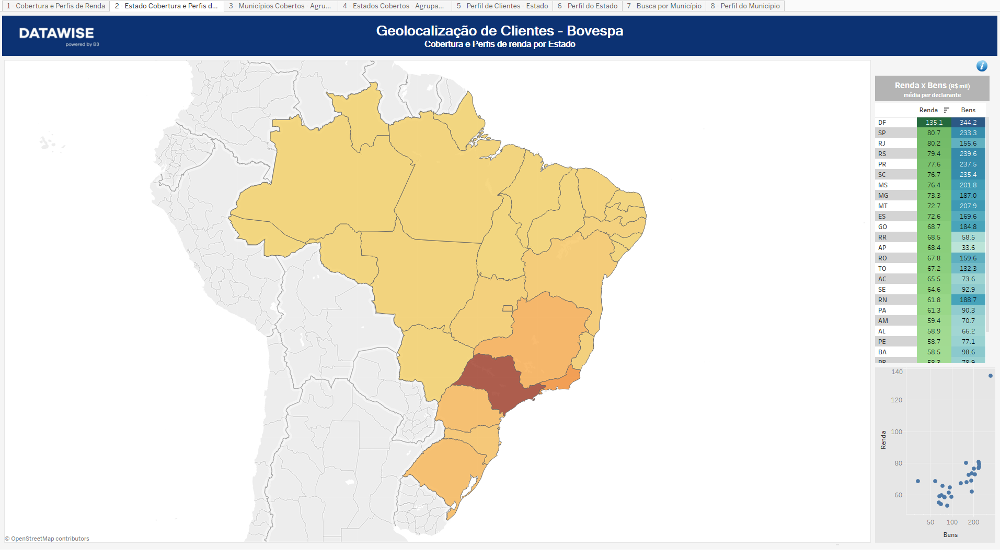 1 - Cobertura e Perfis de Renda
2 - Estado Cobertura e Perfis d...
3 - Municípios Cobertos - Agru...
4 - Estados Cobertos - Agrupa...
5 - Perfil de Clientes - Estado
6 - Perfil do Estado
7 - Busca por Município
8 - Perfil do Municipio
DATAWISE
powered by B3
Geolocalização de Clientes - Bovespa
Cobertura e Perfis de renda por Estado
i
Renda x Bens (R$ mil)
média per declarante
Renda Bens
DF 135.1 344.2
SP 80.7 233.3
RJ 80.2 155.6
RS 79.4 239.6
PR 77.6 237.5
SC 76.7 235.4
MS 76.4 201.8
MG 73.3 187.0
MT 72.7 207.9
ES 72.6 169.6
GO 68.7 184.8
RR 68.5 58.5
AP 68.4 33.6
RO 67.8 159.6
TO 67.2 132.3
AC 65.5 73.6
SE 64.6 92.9
RN 61.8 188.7
PA 61.3 90.3
AM 59.4 70.7
AL 58.9 66.2
PE 58.7 77.1
BA 58.5 98.6
PB 58.3 78.9
140
120
100
80
60
Renda
50 100 200
Bens
© OpenStreetMap contributors